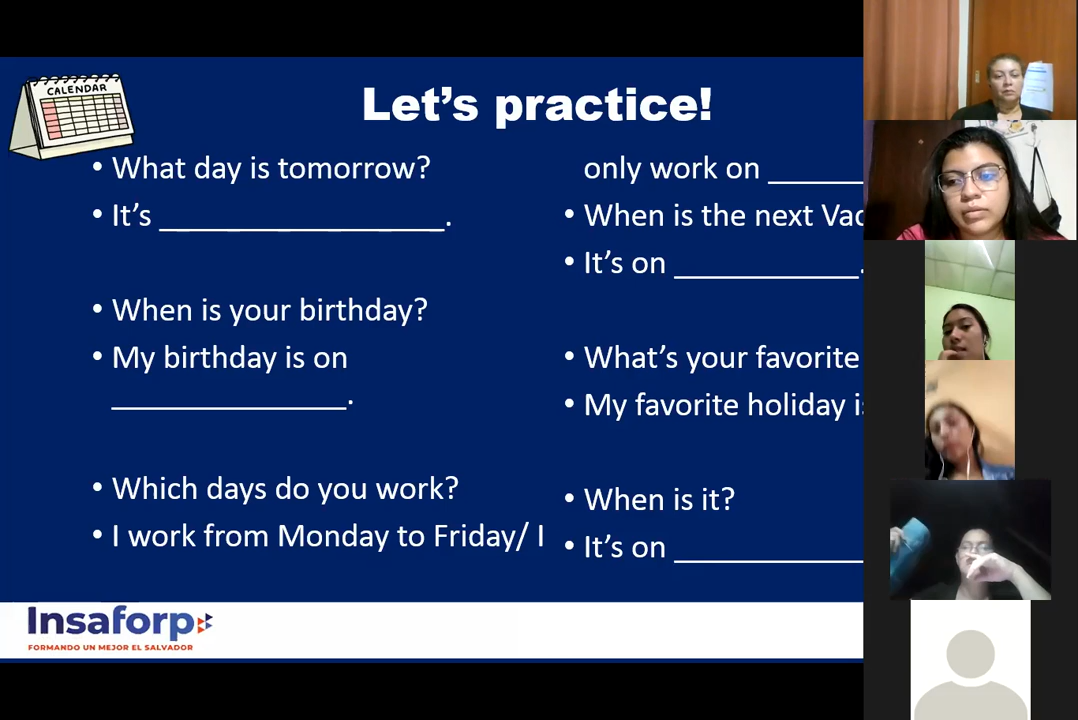 CALENDAR
Let's practice!
• What day is tomorrow?
• It's ________________.
• When is your birthday?
• My birthday is on
______________.
• Which days do you work?
• I work from Monday to Friday/ I
only work on ______
• When is the next
• It's on ___________.
• What's your favorite
• My favorite holiday
• When is it?
• It's on ___________
Insaforp
FORMANDO UN MEJOR EL SALVADOR